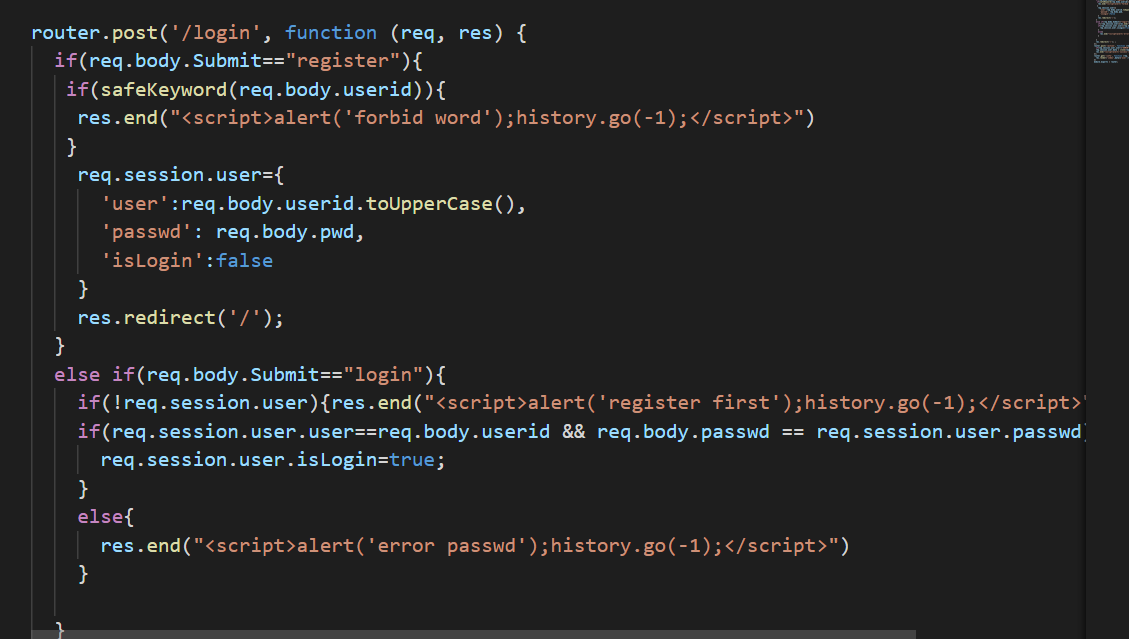 router.post('/login', function (req, res) {
if(req.body.Submit=="register"){
if(safeKeyword(req.body.userid)){
res.end("<script>alert('forbid word');history.go(-1);</script>")
}
req.session.user={
'user':req.body.userid.toUpperCase(),
'passwd': req.body.pwd,
'isLogin':false
}
res.redirect('/');
}
else if(req.body.Submit=="login"){
if(!req.session.user){res.end("<script>alert('register first');history.go(-1);</script>"
if(req.session.user.user==req.body.userid && req.body.passwd == req.session.user.passwd)
req.session.user.isLogin=true;
}
else{
res.end("<script>alert('error passwd');history.go(-1);</script>")
}
}